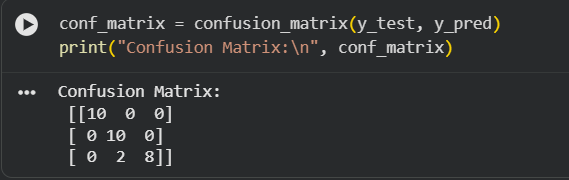 conf_matrix = confusion_matrix(y_test, y_pred)
print("Confusion Matrix:\n", conf_matrix)
Confusion Matrix:
[[10  0  0]
[ 0 10  0]
[ 0  2  8]]